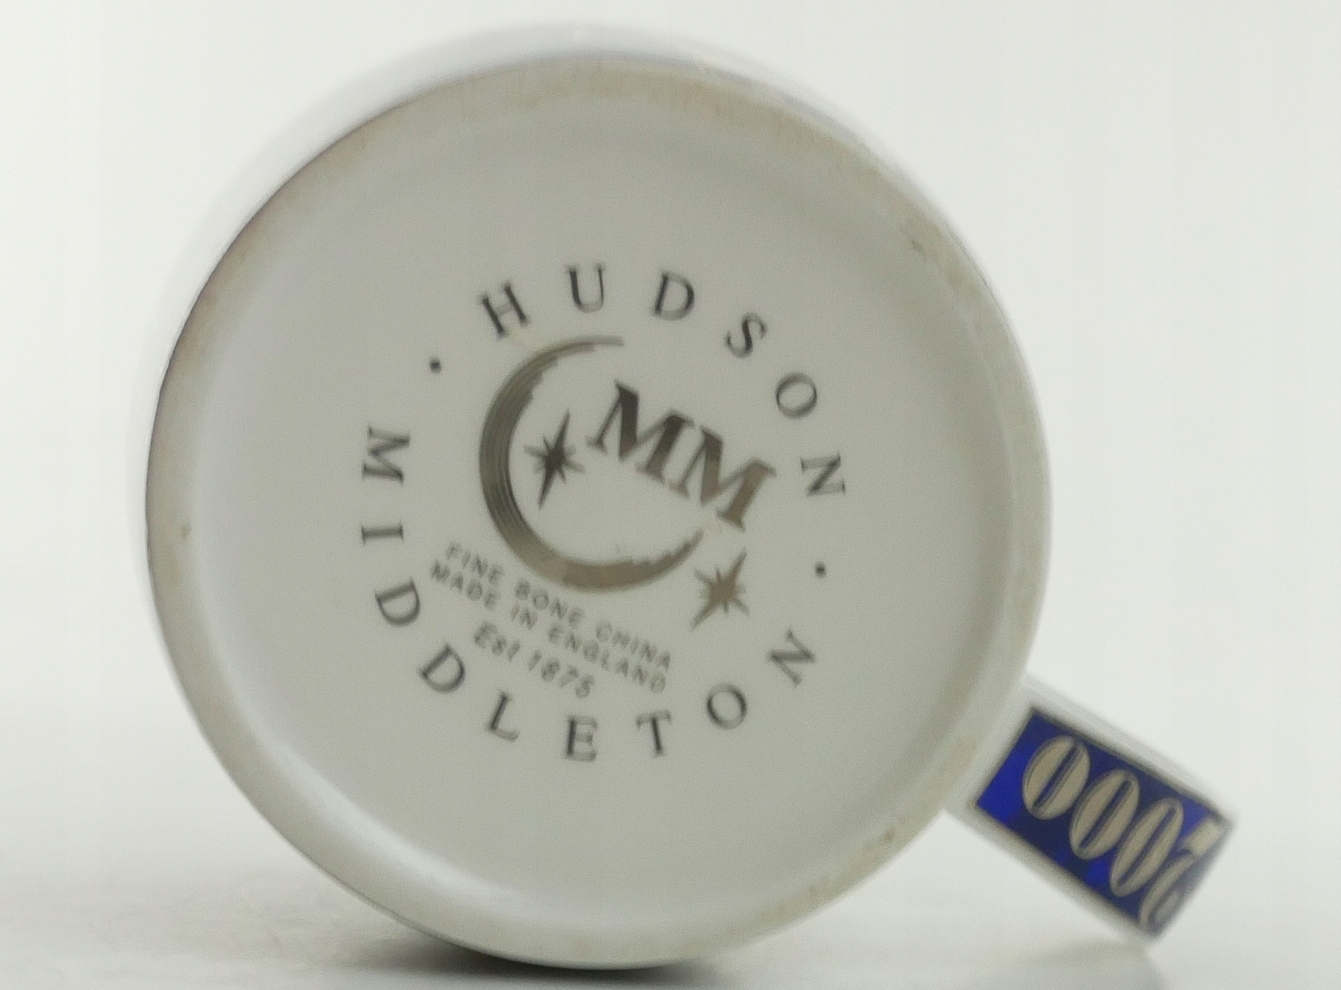 HUDSON
MM
FINE BONE CHINA
MADE IN ENGLAND
Est 1875
MIDDLETON
2000